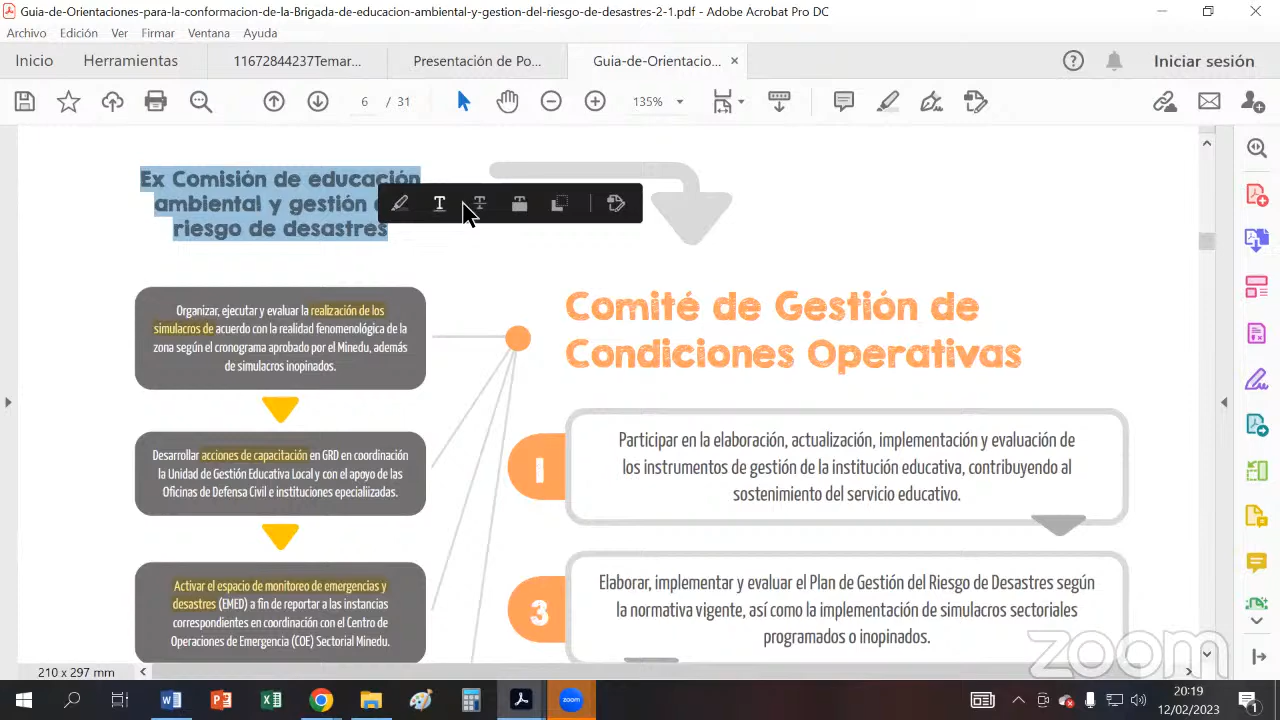 Guia-de-Orientaciones-para-la-conformacion-de-la-Brigada-de-educacion-ambiental-y-gestion-del-riesgo-de-desastres-2-1.pdf - Adobe Acrobat Pro DC
Archivo Edición Ver Firmar Ventana Ayuda
Inicio Herramientas 11672844237Temar... Presentación de Po... Guia-de-Orientacio... × Iniciar sesión
6 / 31 135%
Ex Comisión de educación
ambiental y gestión
riesgo de desastres
Organizar, ejecutar y evaluar la realización de los
simulacros de acuerdo con la realidad fenomenológica de la
zona según el cronograma aprobado por el Minedu, además
de simulacros inopinados.
Desarrollar acciones de capacitación en GRD en coordinación
la Unidad de Gestión Educativa Local y con el apoyo de las
Oficinas de Defensa Civil e instituciones epecializadas.
Activar el espacio de monitoreo de emergencias y
desastres (EMED) a fin de reportar a las instancias
correspondientes en coordinación con el Centro de
Operaciones de Emergencia (COE) Sectorial Minedu.
Comité de Gestión de
Condiciones Operativas
1
Participar en la elaboración, actualización, implementación y evaluación de
los instrumentos de gestión de la institución educativa, contribuyendo al
sostenimiento del servicio educativo.
3
Elaborar, implementar y evaluar el Plan de Gestión del Riesgo de Desastres según
la normativa vigente, así como la implementación de simulacros sectoriales
programados o inopinados.
zoom
210 x 297 mm
zoom
20:19
12/02/2023
1